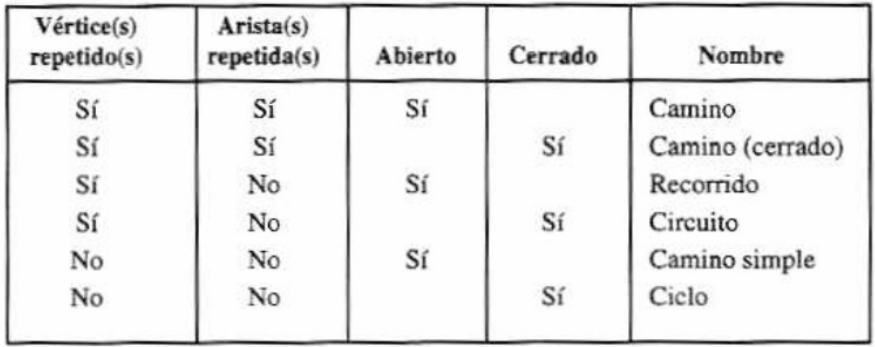 Vértice(s) repetido(s) Arista(s) repetida(s) Abierto Cerrado Nombre
Sí Sí Sí Camino
Sí Sí Sí Camino (cerrado)
Sí No Sí Recorrido
Sí No Sí Circuito
No No Sí Camino simple
No No Sí Ciclo